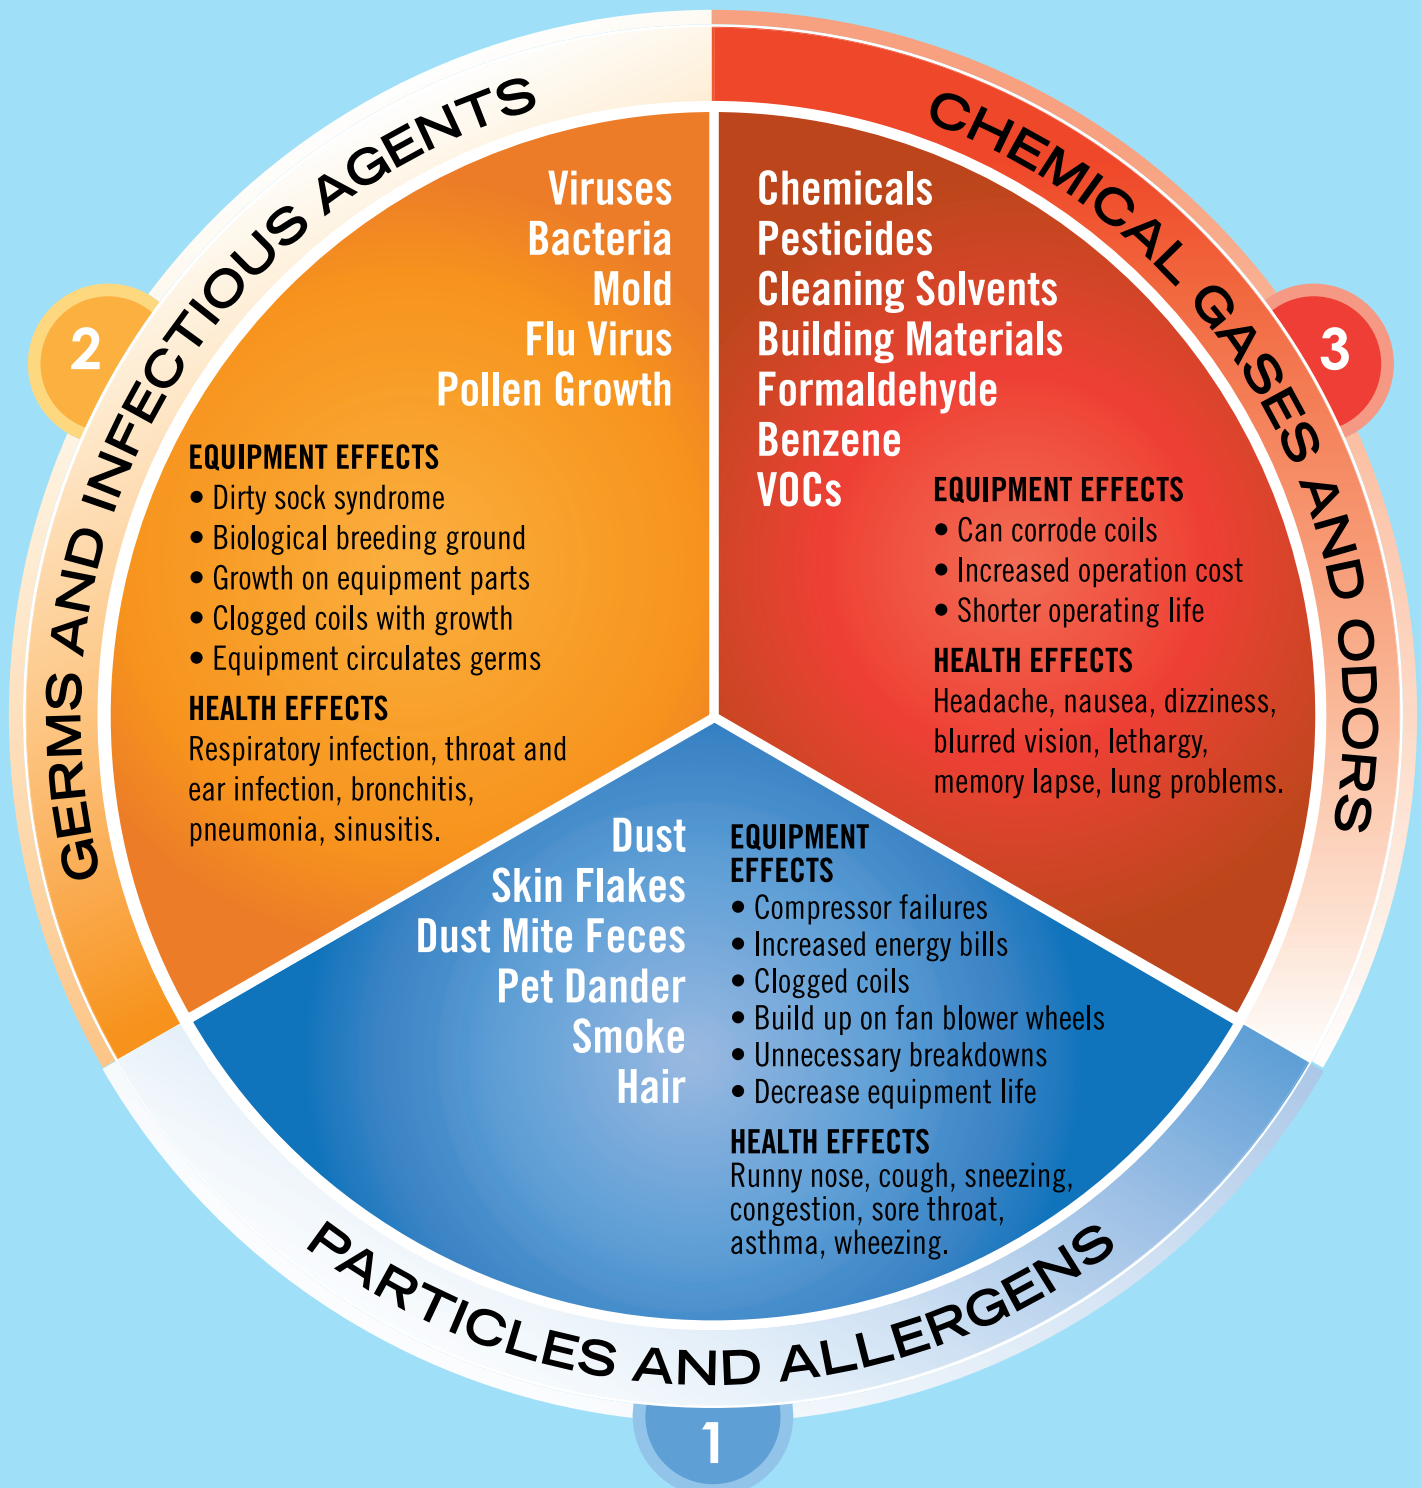 GERMS AND INFECTIOUS AGENTS
2
Viruses
Bacteria
Mold
Flu Virus
Pollen Growth
EQUIPMENT EFFECTS
• Dirty sock syndrome
• Biological breeding ground
• Growth on equipment parts
• Clogged coils with growth
• Equipment circulates germs
HEALTH EFFECTS
Respiratory infection, throat and
ear infection, bronchitis,
pneumonia, sinusitis.
CHEMICAL GASES AND ODORS
3
Chemicals
Pesticides
Cleaning Solvents
Building Materials
Formaldehyde
Benzene
VOCs
EQUIPMENT EFFECTS
• Can corrode coils
• Increased operation cost
• Shorter operating life
HEALTH EFFECTS
Headache, nausea, dizziness,
blurred vision, lethargy,
memory lapse, lung problems.
Dust
Skin Flakes
Dust Mite Feces
Pet Dander
Smoke
Hair
EQUIPMENT
EFFECTS
• Compressor failures
• Increased energy bills
• Clogged coils
• Build up on fan blower wheels
• Unnecessary breakdowns
• Decrease equipment life
HEALTH EFFECTS
Runny nose, cough, sneezing,
congestion, sore throat,
asthma, wheezing.
PARTICLES AND ALLERGENS
1